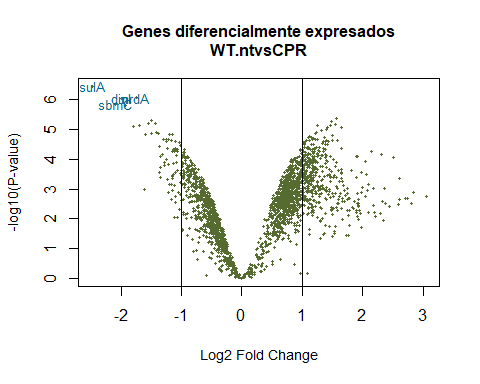 Genes diferencialmente expresados
WT.ntvsCPR
sulA
sbmC
-log10(P-value)
6
5
4
3
2
1
0
-2 -1 0 1 2 3
Log2 Fold Change